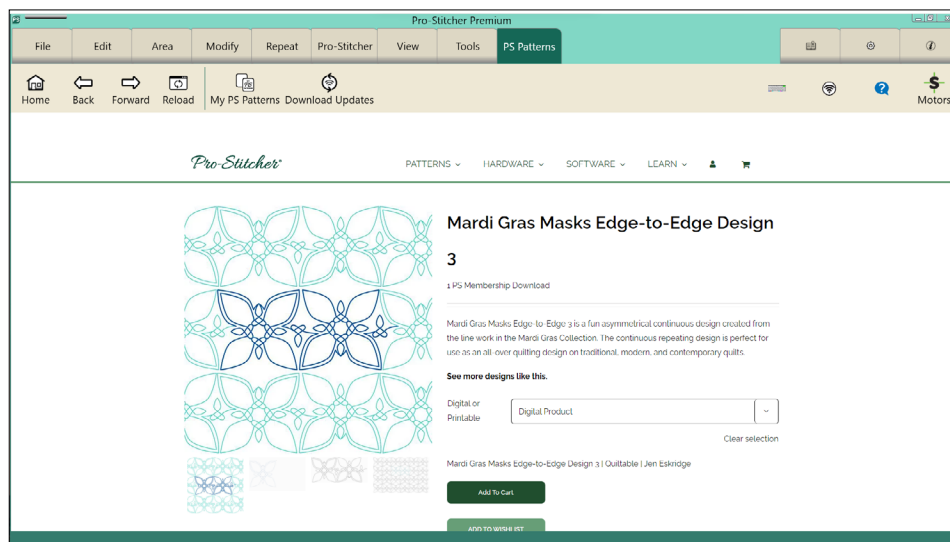 Pro-Stitcher Premium
File Edit Area Modify Repeat Pro-Stitcher View Tools PS Patterns
Home Back Forward Reload My PS Patterns Download Updates Motors
Pro-Stitcher
PATTERNS HARDWARE SOFTWARE LEARN
Mardi Gras Masks Edge-to-Edge Design
3
1 PS Membership Download
Mardi Gras Masks Edge-to-Edge 3 is a fun asymmetrical continuous design created from
the line work in the Mardi Gras Collection. The continuous repeating design is perfect for
use as an all-over quilting design on traditional, modern, and contemporary quilts.
See more designs like this.
Digital or
Printable
Digital Product
Clear selection
Mardi Gras Masks Edge-to-Edge Design 3 | Quiltable | Jen Eskridge
Add To Cart
ADD TO WISHLIST